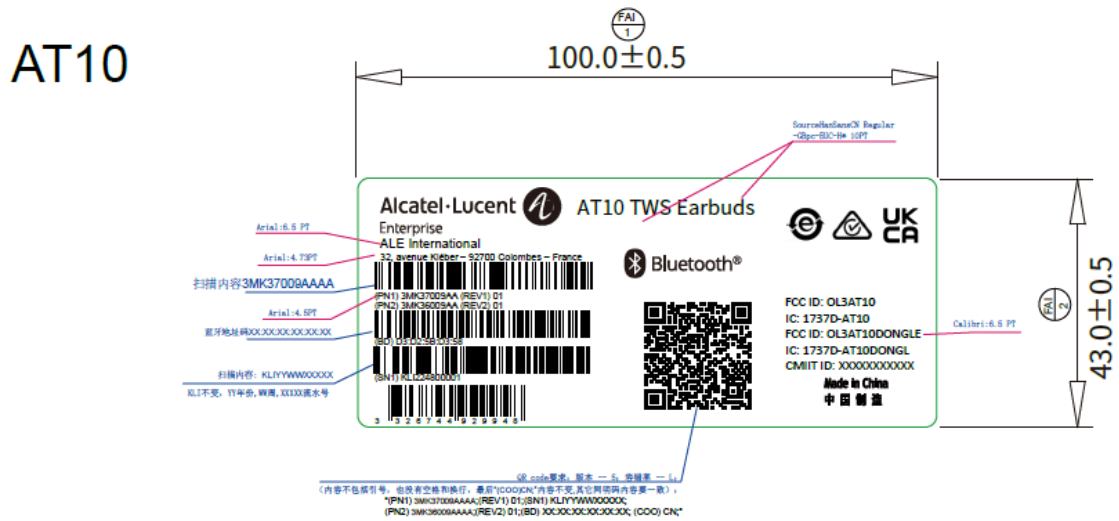 AT10
FAI
1
100.0±0.5
SourceHanSansCN Regular
-GBpc-EUC-H* 10PT
Alcatel·Lucent
Enterprise
AT10 TWS Earbuds
UK
CA
Arial:6.5 PT
ALE International
Arial:4.73PT
32, avenue Kléber – 92700 Colombes – France
Bluetooth®
扫描内容3MK37009AAAA
(PN1) 3MK37009AA (REV1) 01
(PN2) 3MK36009AA (REV2) 01
Arial:4.5PT
蓝牙地址码XX:XX:XX:XX:XX:XX
(BD) D3:D2:5B:D3:58
扫描内容: KLIYYWWXXXXX
KLI不变, YY年份,WW周,XXXXX流水号
(SN1) KLI224800001
3 326744 929948
FCC ID: OL3AT10
IC: 1737D-AT10
FCC ID: OL3AT10DONGLE
IC: 1737D-AT10DONGL
CMIIT ID: XXXXXXXXXXX
Made in China
中国制造
Calibri:6.5 PT
FAI
2
43.0±0.5
QR code要求: 版本 -- 5, 容错率 -- L,
(内容不包括引号, 也没有空格和换行, 最后"(COO)CN;"内容不变,其它同明码内容要一致),
"(PN1) 3MK37009AAAA;(REV1) 01;(SN1) KLIYYWWXXXXX;
(PN2) 3MK36009AAAA;(REV2) 01;(BD) XX:XX:XX:XX:XX:XX; (COO) CN;"